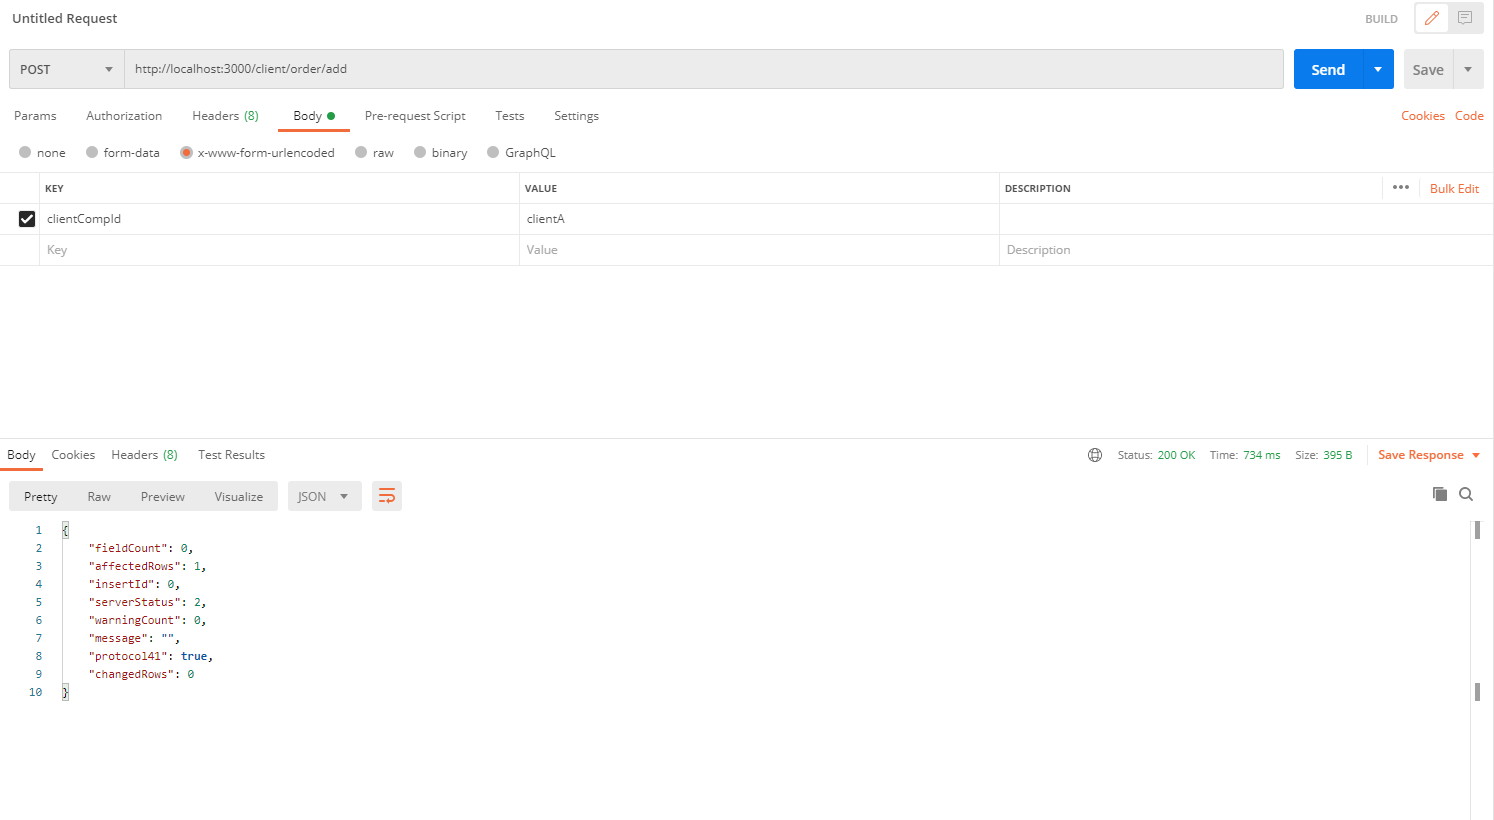 Untitled Request
BUILD
POST
http://localhost:3000/client/order/add
Send
Save
Params Authorization Headers (8) Body Pre-request Script Tests Settings
Cookies Code
none form-data x-www-form-urlencoded raw binary GraphQL
KEY VALUE DESCRIPTION ••• Bulk Edit
clientCompId clientA
Key Value Description
Body Cookies Headers (8) Test Results
Status: 200 OK Time: 734 ms Size: 395 B Save Response
Pretty Raw Preview Visualize JSON
1 {
2 "fieldCount": 0,
3 "affectedRows": 1,
4 "insertId": 0,
5 "serverStatus": 2,
6 "warningCount": 0,
7 "message": "",
8 "protocol41": true,
9 "changedRows": 0
10 }